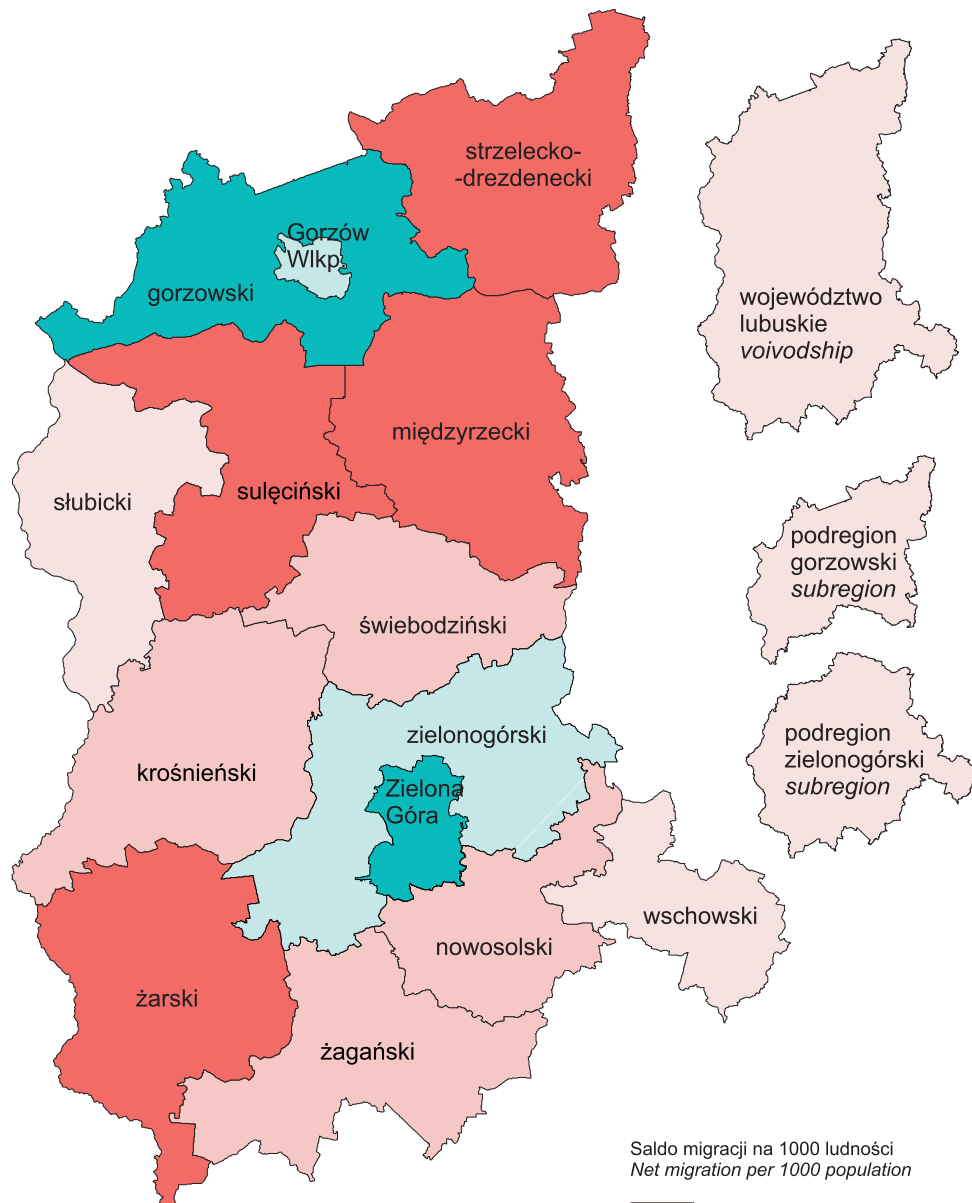 strzelecko-
-drezdenecki
Gorzów
Wlkp
gorzowski
województwo
lubuskie
voivodship
międzyrzecki
sulęciński
słubicki
podregion
gorzowski
subregion
świebodziński
zielonogórski
podregion
zielonogórski
subregion
krośnieński
Zielona
Góra
wschowski
nowosolski
żarski
żagański
Saldo migracji na 1000 ludności
Net migration per 1000 population